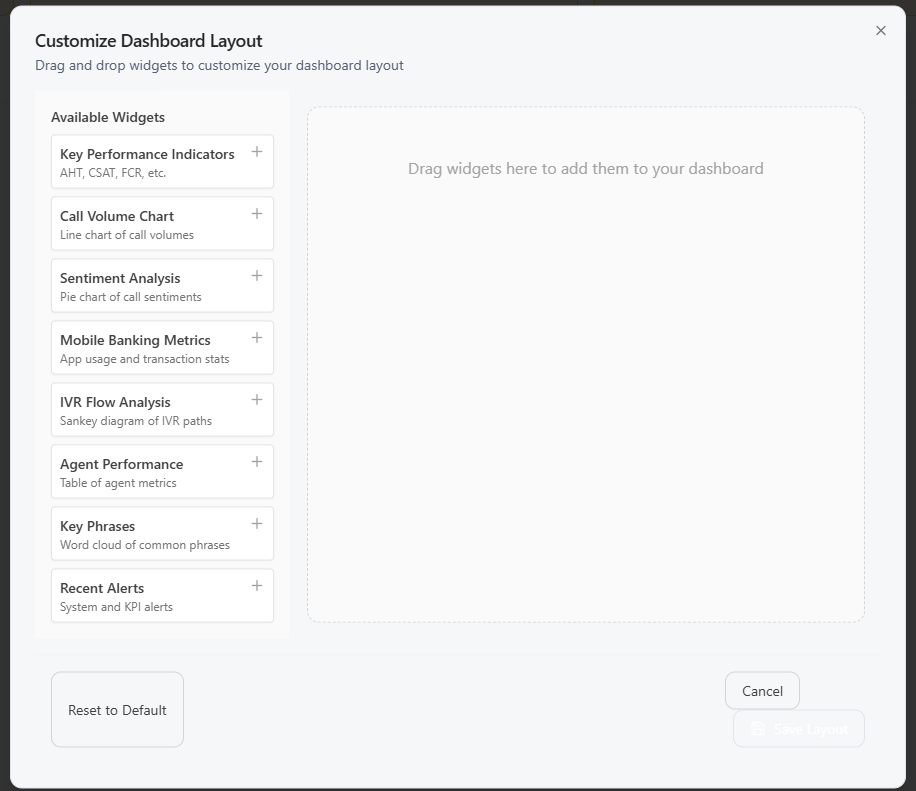 Customize Dashboard Layout
Drag and drop widgets to customize your dashboard layout
Available Widgets
Key Performance Indicators
AHT, CSAT, FCR, etc.
Call Volume Chart
Line chart of call volumes
Sentiment Analysis
Pie chart of call sentiments
Mobile Banking Metrics
App usage and transaction stats
IVR Flow Analysis
Sankey diagram of IVR paths
Agent Performance
Table of agent metrics
Key Phrases
Word cloud of common phrases
Recent Alerts
System and KPI alerts
Drag widgets here to add them to your dashboard
Reset to Default
Cancel
Save Layout